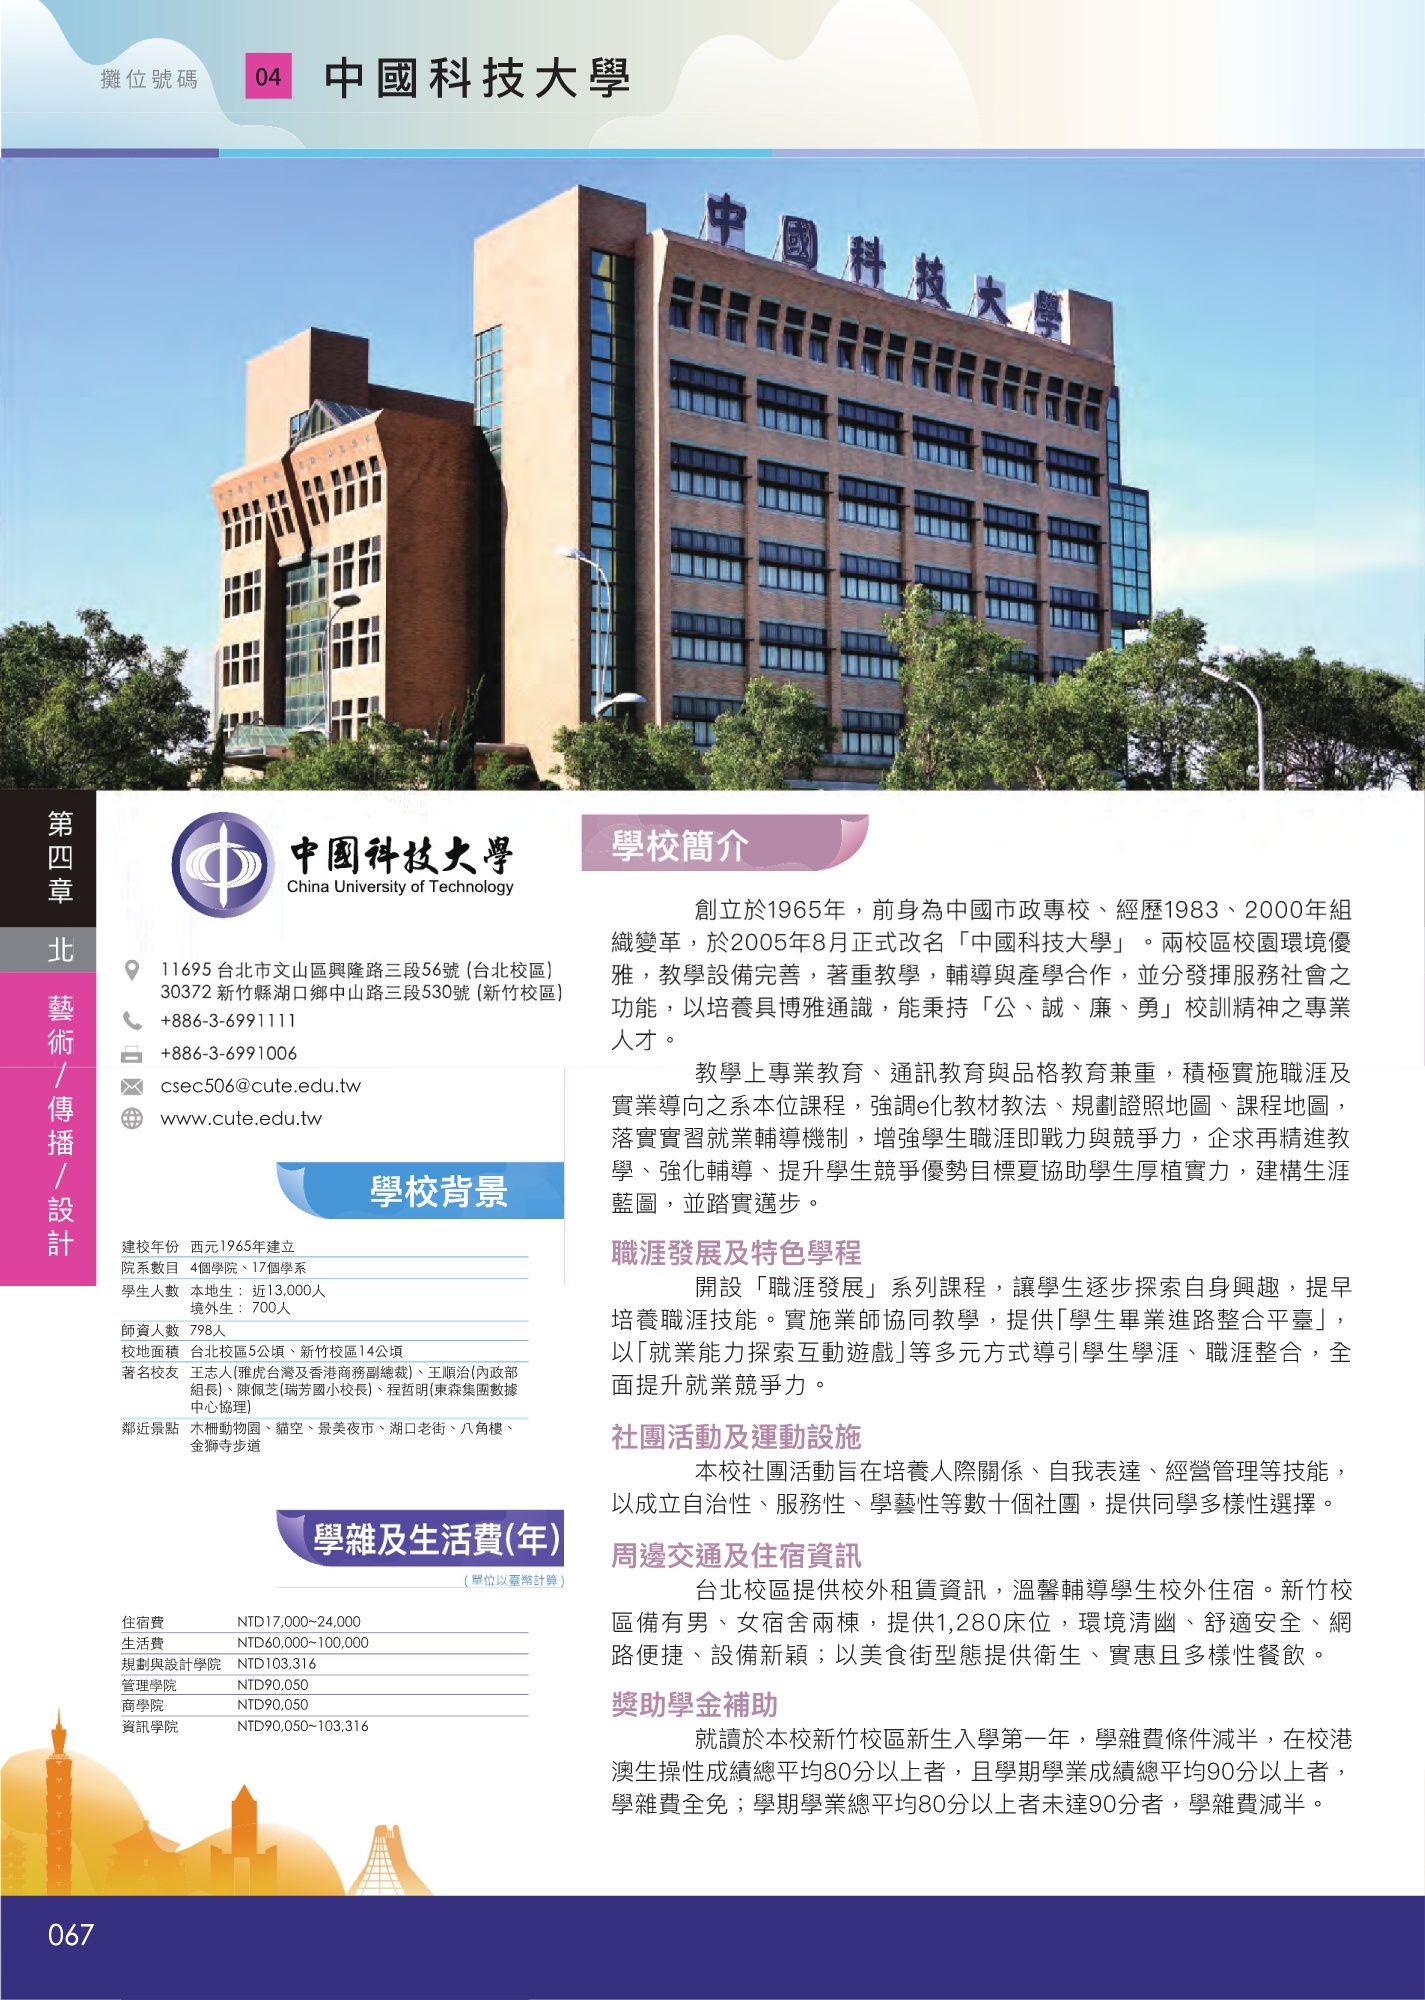 攤位號碼 04 中國科技大學
中國科技大學
第四章
北
藝術/傳播/設計
中國科技大學
China University of Technology
11695 台北市文山區興隆路三段56號 (台北校區)
30372 新竹縣湖口鄉中山路三段530號 (新竹校區)
+886-3-6991111
+886-3-6991006
csec506@cute.edu.tw
www.cute.edu.tw
學校背景
建校年份 西元1965年建立
院系數目 4個學院、17個學系
學生人數 本地生： 近13,000人
境外生： 700人
師資人數 798人
校地面積 台北校區5公頃、新竹校區14公頃
著名校友 王志人(雅虎台灣及香港商務副總裁)、王順治(內政部
組長)、陳佩芝(瑞芳國小校長)、程哲明(東森集團數據
中心協理)
鄰近景點 木柵動物園、貓空、景美夜市、湖口老街、八角樓、
金獅寺步道
學雜及生活費(年)
(單位以臺幣計算)
住宿費 NTD17,000~24,000
生活費 NTD60,000~100,000
規劃與設計學院 NTD103,316
管理學院 NTD90,050
商學院 NTD90,050
資訊學院 NTD90,050~103,316
學校簡介
創立於1965年，前身為中國市政專校、經歷1983、2000年組
織變革，於2005年8月正式改名「中國科技大學」。兩校區校園環境優
雅，教學設備完善，著重教學，輔導與產學合作，並分發揮服務社會之
功能，以培養具博雅通識，能秉持「公、誠、廉、勇」校訓精神之專業
人才。
教學上專業教育、通訊教育與品格教育兼重，積極實施職涯及
實業導向之系本位課程，強調e化教材教法、規劃證照地圖、課程地圖，
落實實習就業輔導機制，增強學生職涯即戰力與競爭力，企求再精進教
學、強化輔導、提升學生競爭優勢目標夏協助學生厚植實力，建構生涯
藍圖，並踏實邁步。
職涯發展及特色學程
開設「職涯發展」系列課程，讓學生逐步探索自身興趣，提早
培養職涯技能。實施業師協同教學，提供「學生畢業進路整合平臺」，
以「就業能力探索互動遊戲」等多元方式導引學生學涯、職涯整合，全
面提升就業競爭力。
社團活動及運動設施
本校社團活動旨在培養人際關係、自我表達、經營管理等技能，
以成立自治性、服務性、學藝性等數十個社團，提供同學多樣性選擇。
周邊交通及住宿資訊
台北校區提供校外租賃資訊，溫馨輔導學生校外住宿。新竹校
區備有男、女宿舍兩棟，提供1,280床位，環境清幽、舒適安全、網
路便捷、設備新穎；以美食街型態提供衛生、實惠且多樣性餐飲。
獎助學金補助
就讀於本校新竹校區新生入學第一年，學雜費條件減半，在校港
澳生操性成績總平均80分以上者，且學期學業成績總平均90分以上者，
學雜費全免；學期學業總平均80分以上者未達90分者，學雜費減半。
067